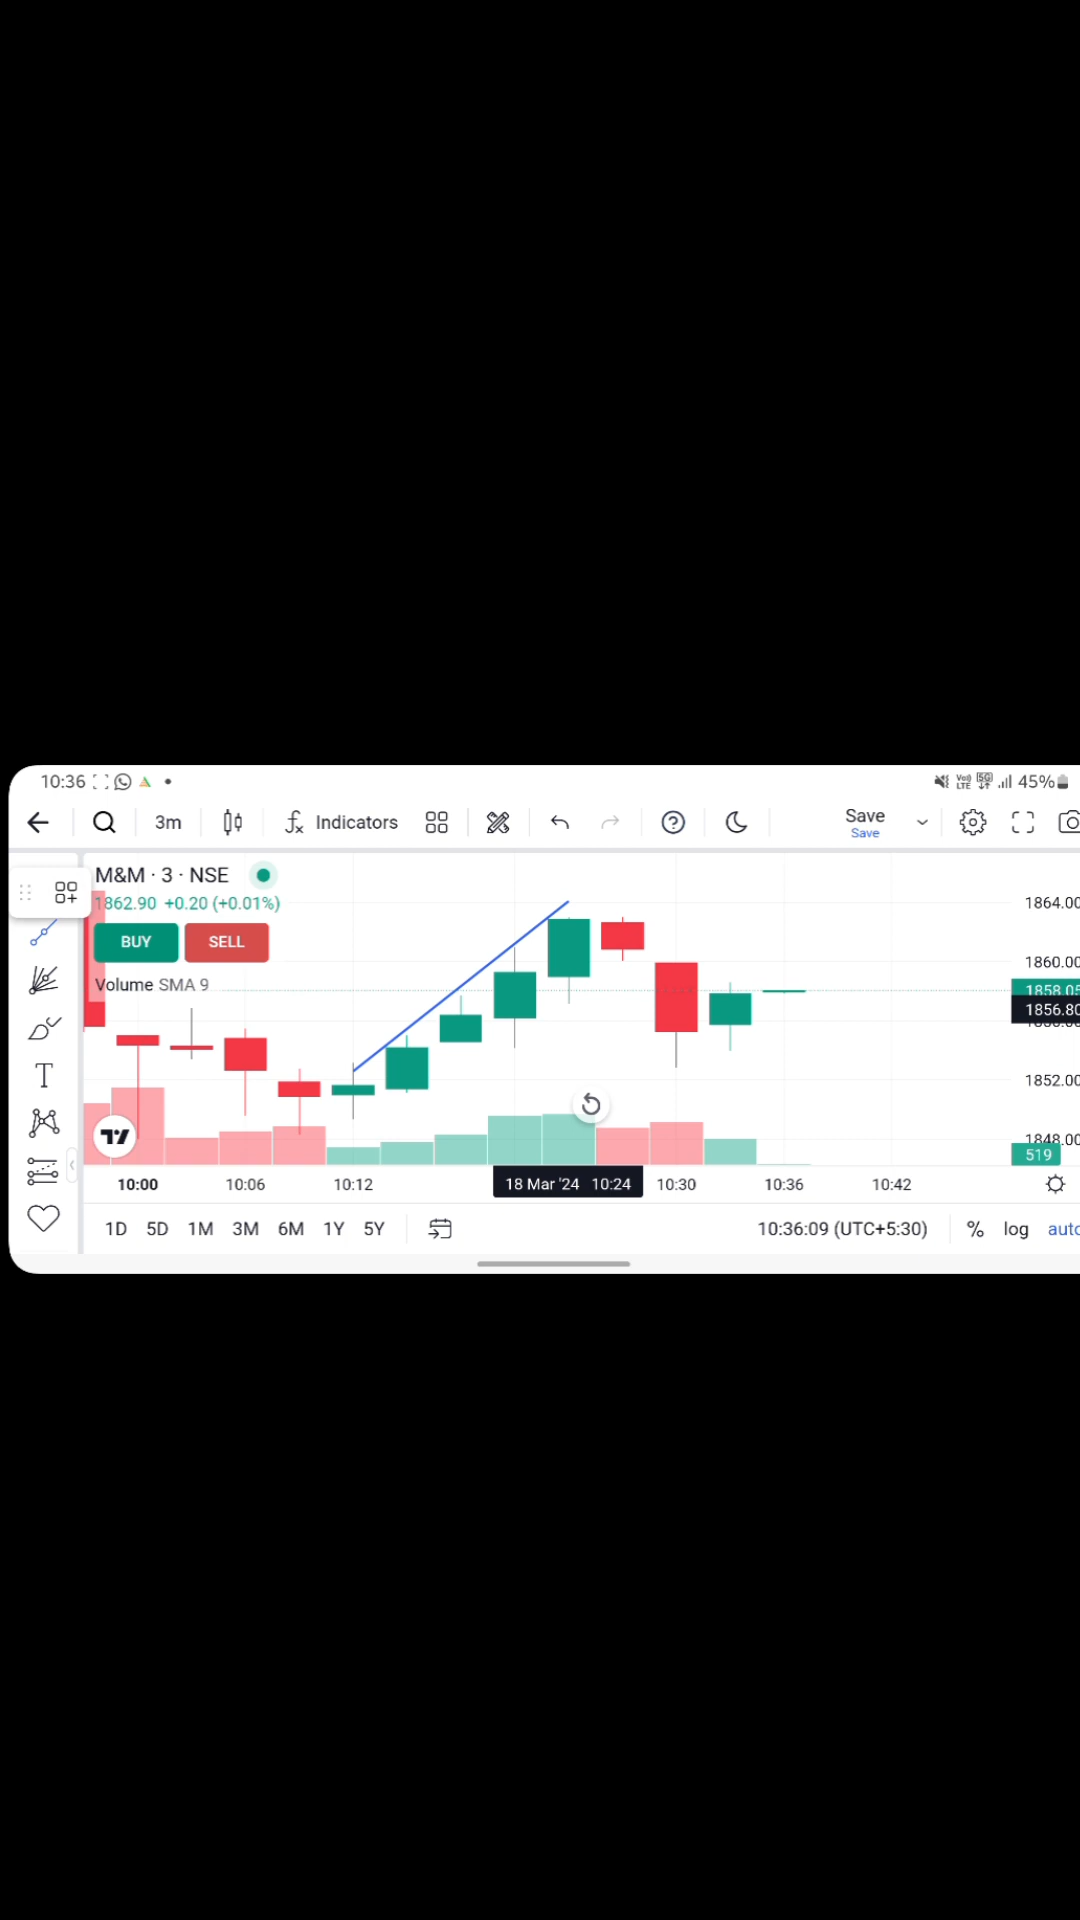 10:36 45%
3m Indicators Save
Save
M&M · 3 · NSE
1862.90 +0.20 (+0.01%)
BUY SELL
Volume SMA 9
1864.00
1860.00
1858.05
1856.80
1852.00
1848.00
519
10:00 10:06 10:12 18 Mar '24 10:24 10:30 10:36 10:42
1D 5D 1M 3M 6M 1Y 5Y 10:36:09 (UTC+5:30) % log auto